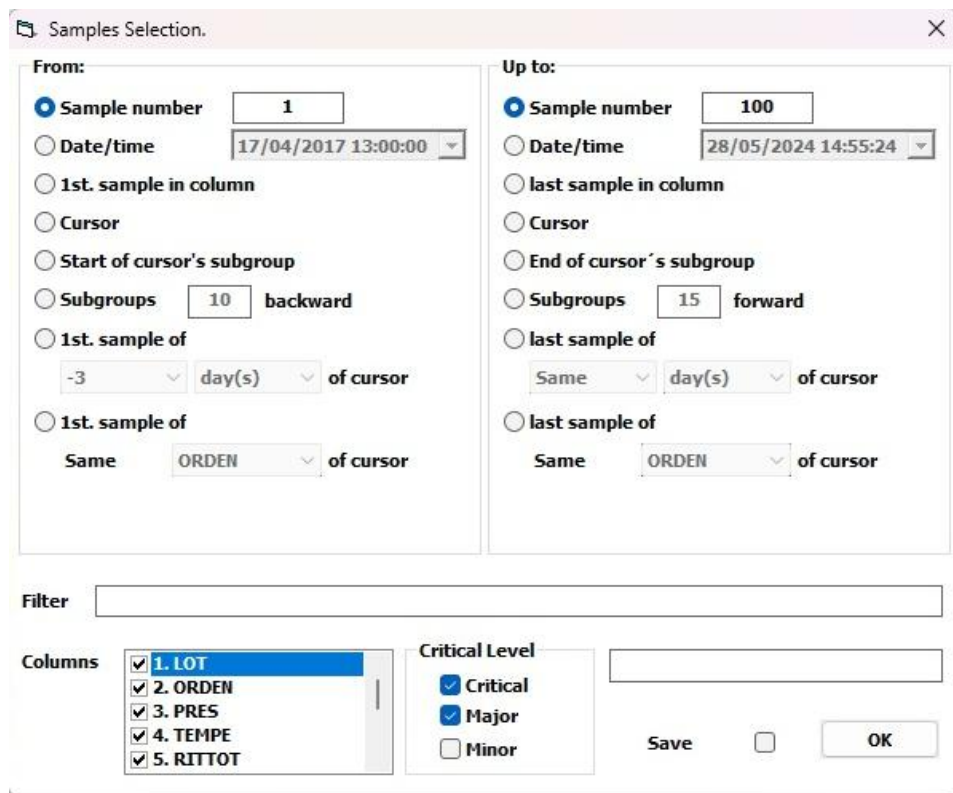 Samples Selection.
From:
Sample number 1
Date/time 17/04/2017 13:00:00
1st. sample in column
Cursor
Start of cursor's subgroup
Subgroups 10 backward
1st. sample of
-3 day(s) of cursor
1st. sample of
Same ORDEN of cursor
Up to:
Sample number 100
Date/time 28/05/2024 14:55:24
last sample in column
Cursor
End of cursor´s subgroup
Subgroups 15 forward
last sample of
Same day(s) of cursor
last sample of
Same ORDEN of cursor
Filter
Columns
1. LOT
2. ORDEN
3. PRES
4. TEMPE
5. RITTOT
Critical Level
Critical
Major
Minor
Save
OK